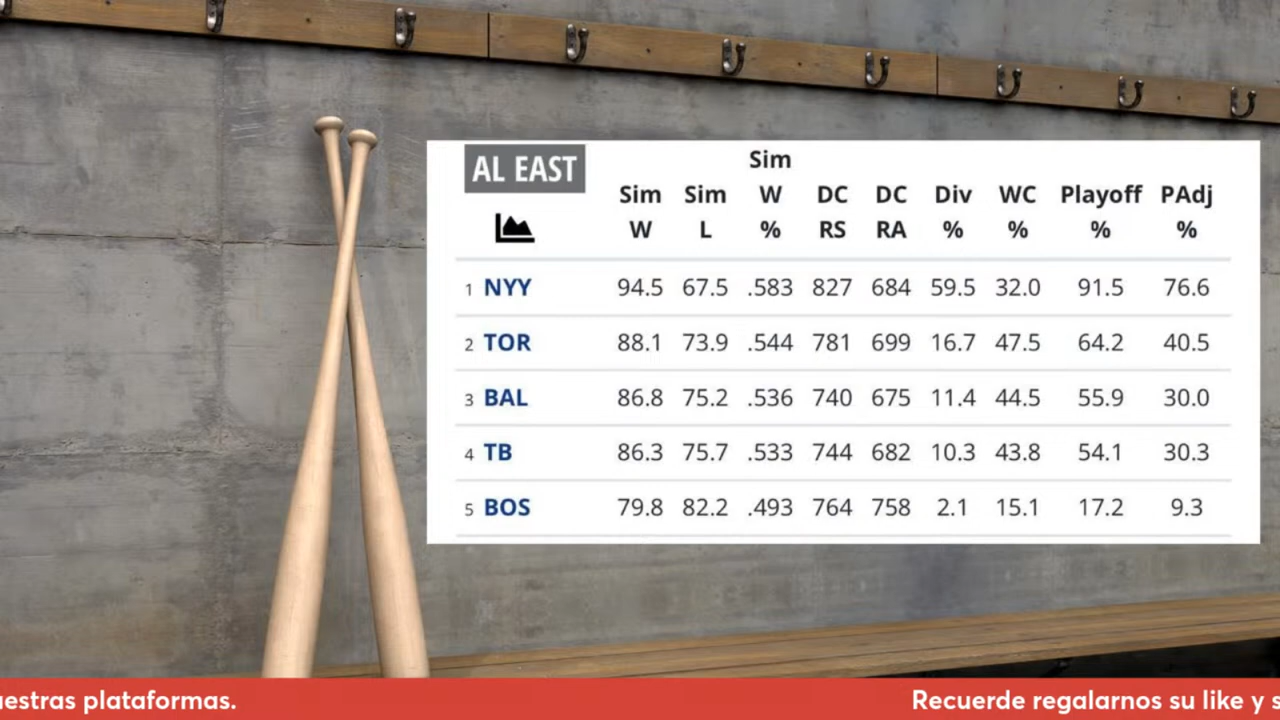 AL EAST
Sim Sim Sim DC DC Div WC Playoff PAdj
W L W % RS RA % % % %
1 NYY 94.5 67.5 .583 827 684 59.5 32.0 91.5 76.6
2 TOR 88.1 73.9 .544 781 699 16.7 47.5 64.2 40.5
3 BAL 86.8 75.2 .536 740 675 11.4 44.5 55.9 30.0
4 TB 86.3 75.7 .533 744 682 10.3 43.8 54.1 30.3
5 BOS 79.8 82.2 .493 764 758 2.1 15.1 17.2 9.3
uestras plataformas. Recuerde regalarnos su like y s